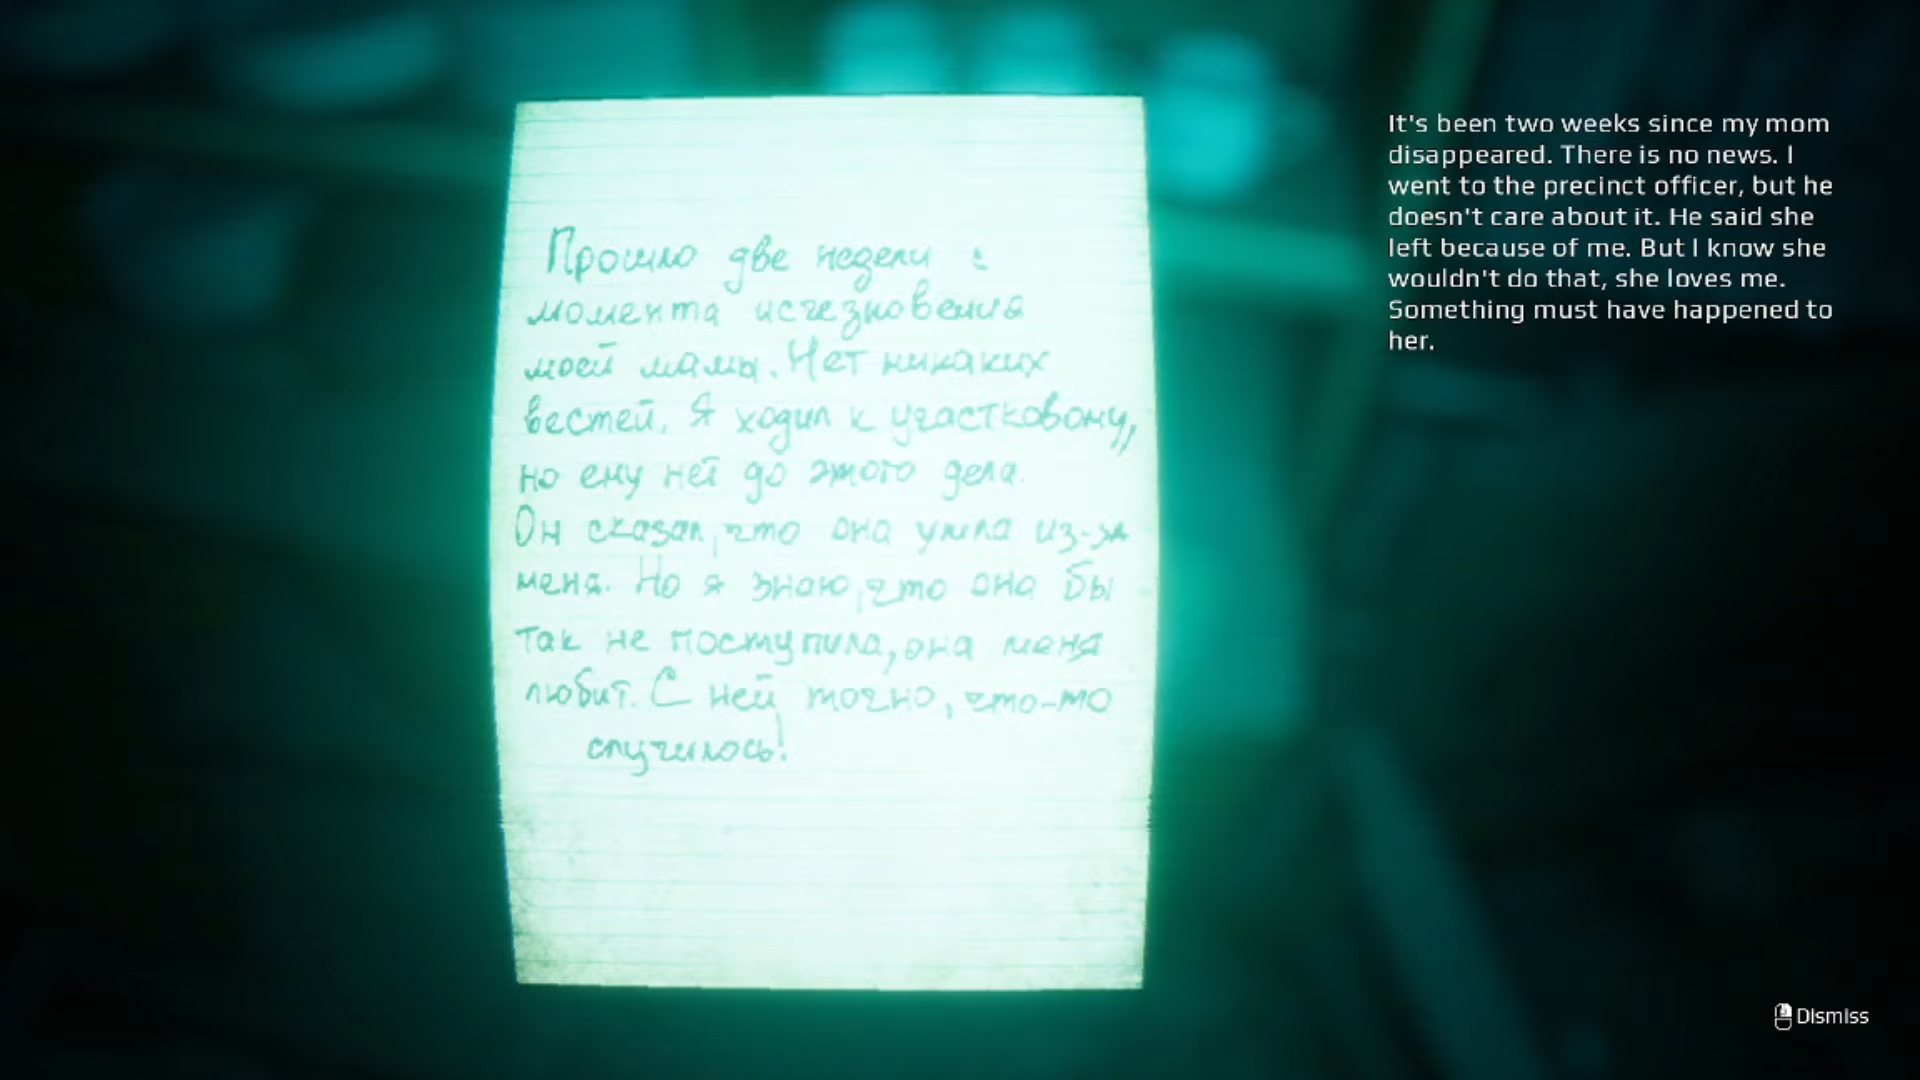 Прошло две недели с
момента исчезновения
моей мамы. Нет никаких
вестей. Я ходил к участковому,
но ему нет до этого дела.
Он сказал, что она ушла из-за
меня. Но я знаю, что она бы
так не поступила, она меня
любит. С ней точно, что-то
случилось!
It's been two weeks since my mom
disappeared. There is no news. I
went to the precinct officer, but he
doesn't care about it. He said she
left because of me. But I know she
wouldn't do that, she loves me.
Something must have happened to
her.
Dismiss